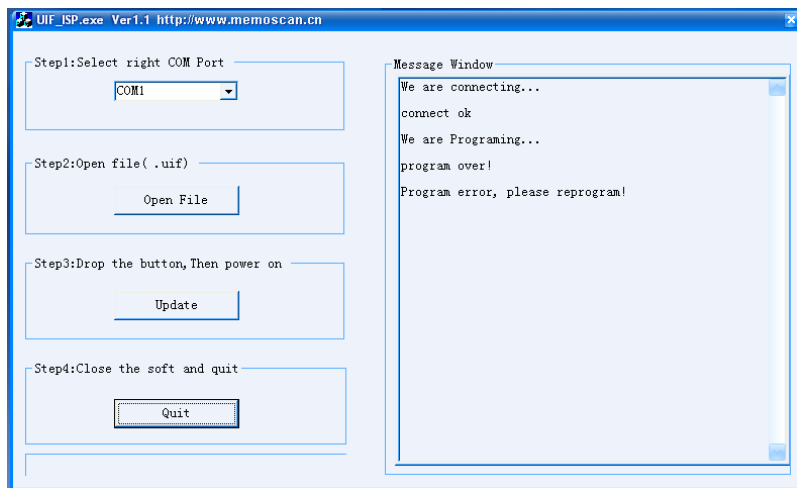 UIF_ISP.exe Ver1.1 http://www.memoscan.cn
Step1:Select right COM Port
COM1
Step2:Open file( .uif)
Open File
Step3:Drop the button,Then power on
Update
Step4:Close the soft and quit
Quit
Message Window
We are connecting...
connect ok
We are Programing...
program over!
Program error, please reprogram!